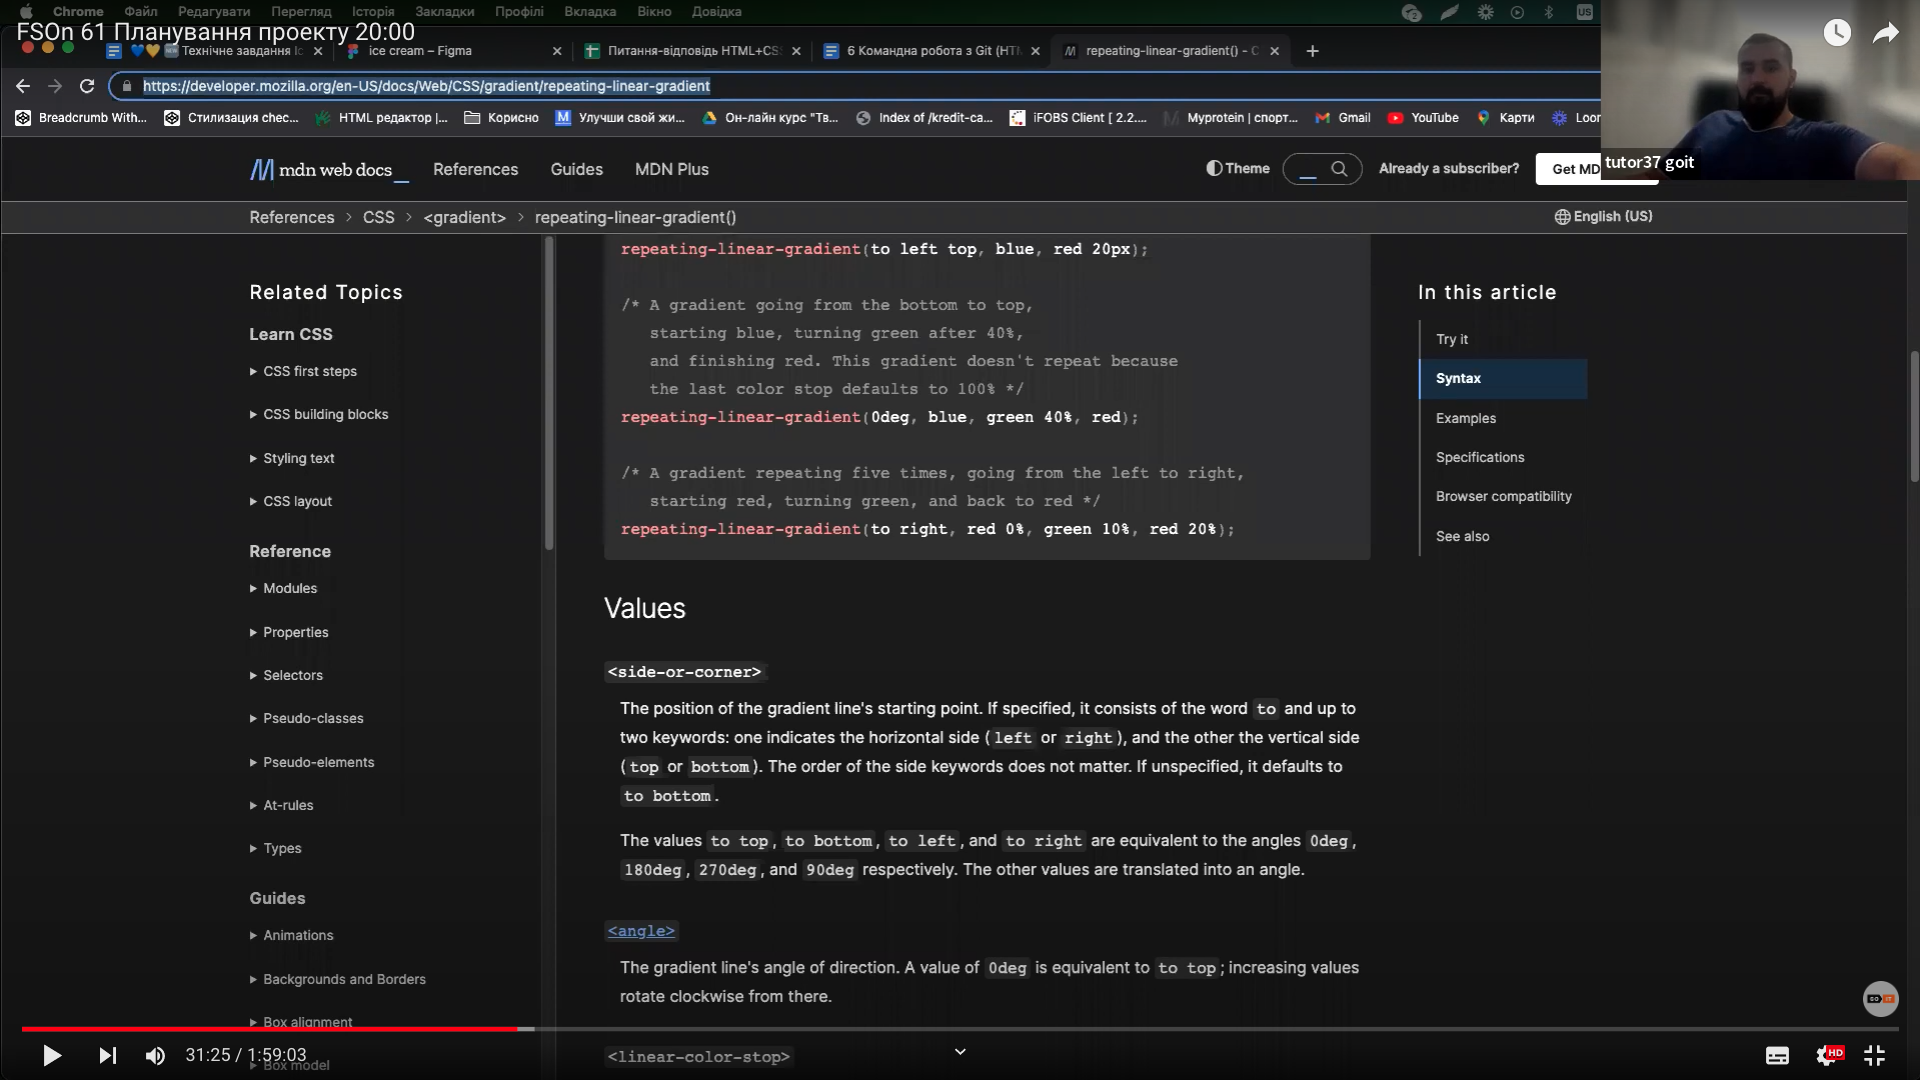 Chrome Файл Редагувати Перегляд Історія Закладки Профілі Вкладка Вікно Довідка
FSOn 61 Планування проекту 20:00
Технічне завдання Ic
ice cream – Figma
Питання-відповідь HTML+CS
6 Командна робота з Git (HTM
repeating-linear-gradient() - C
https://developer.mozilla.org/en-US/docs/Web/CSS/gradient/repeating-linear-gradient
Breadcrumb With...
Стилизация chec...
HTML редактор |...
Корисно
Улучши свой жи...
Он-лайн курс "Тв...
Index of /kredit-ca...
iFOBS Client [ 2.2....
Myprotein | спорт...
Gmail
YouTube
Карти
Loor
tutor37 goit
mdn web docs_
References
Guides
MDN Plus
Theme
Already a subscriber?
Get MD
References > CSS > <gradient> > repeating-linear-gradient()
English (US)
Related Topics
Learn CSS
CSS first steps
CSS building blocks
Styling text
CSS layout
Reference
Modules
Properties
Selectors
Pseudo-classes
Pseudo-elements
At-rules
Types
Guides
Animations
Backgrounds and Borders
Box alignment
Box model
repeating-linear-gradient(to left top, blue, red 20px);
/* A gradient going from the bottom to top,
starting blue, turning green after 40%,
and finishing red. This gradient doesn't repeat because
the last color stop defaults to 100% */
repeating-linear-gradient(0deg, blue, green 40%, red);
/* A gradient repeating five times, going from the left to right,
starting red, turning green, and back to red */
repeating-linear-gradient(to right, red 0%, green 10%, red 20%);
Values
<side-or-corner>
The position of the gradient line's starting point. If specified, it consists of the word to and up to
two keywords: one indicates the horizontal side (left or right), and the other the vertical side
(top or bottom). The order of the side keywords does not matter. If unspecified, it defaults to
to bottom.
The values to top, to bottom, to left, and to right are equivalent to the angles 0deg,
180deg, 270deg, and 90deg respectively. The other values are translated into an angle.
<angle>
The gradient line's angle of direction. A value of 0deg is equivalent to to top; increasing values
rotate clockwise from there.
<linear-color-stop>
In this article
Try it
Syntax
Examples
Specifications
Browser compatibility
See also
31:25 / 1:59:03
HD